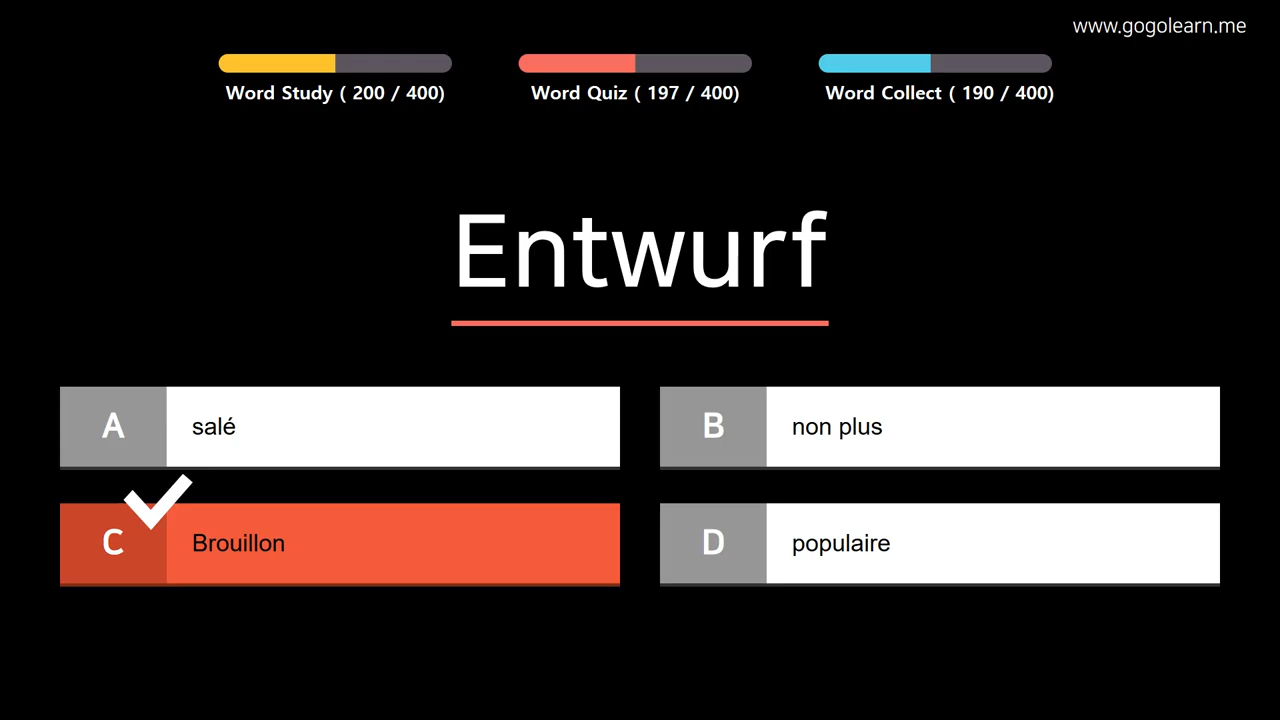 www.gogolearn.me
Word Study ( 200 / 400)
Word Quiz ( 197 / 400)
Word Collect ( 190 / 400)
Entwurf
A salé
B non plus
C Brouillon
D populaire